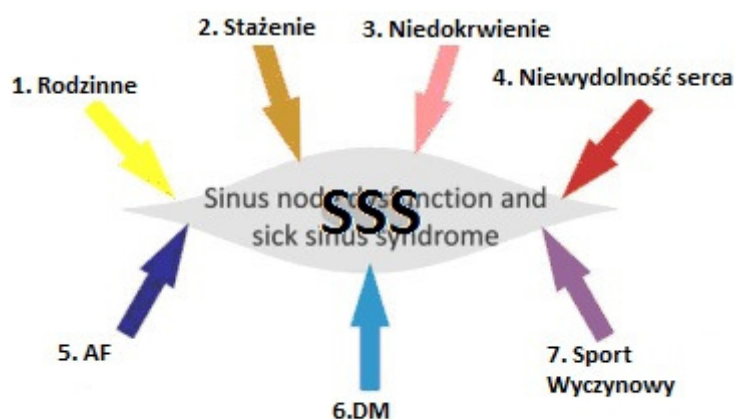 2. Stażenie
3. Niedokrwienie
1. Rodzinne
4. Niewydolność serca
Sinus node dysfunction and
SSS
sick sinus syndrome
5. AF
6.DM
7. Sport
Wyczynowy